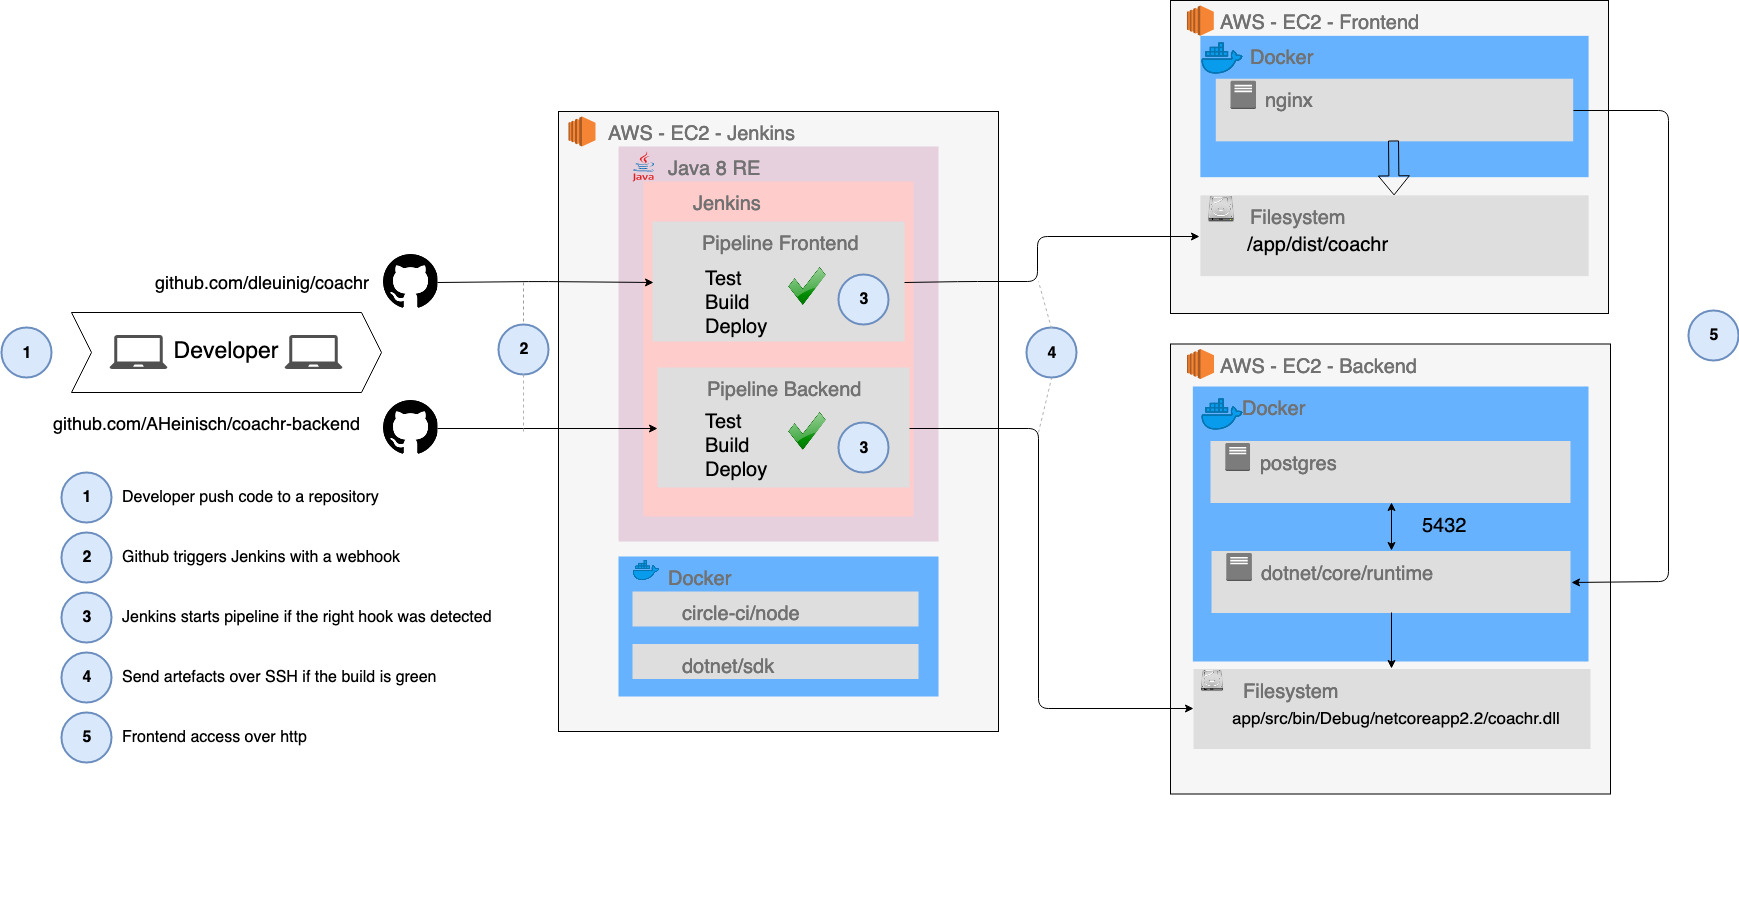 AWS - EC2 - Frontend
Docker
nginx
Filesystem
/app/dist/coachr
AWS - EC2 - Jenkins
Java
Java 8 RE
Jenkins
Pipeline Frontend
Test
Build
Deploy
3
Pipeline Backend
Test
Build
Deploy
3
Docker
circle-ci/node
dotnet/sdk
github.com/dleuinig/coachr
1
Developer
2
github.com/AHeinisch/coachr-backend
4
5
AWS - EC2 - Backend
Docker
postgres
5432
dotnet/core/runtime
Filesystem
app/src/bin/Debug/netcoreapp2.2/coachr.dll
1 Developer push code to a repository
2 Github triggers Jenkins with a webhook
3 Jenkins starts pipeline if the right hook was detected
4 Send artefacts over SSH if the build is green
5 Frontend access over http